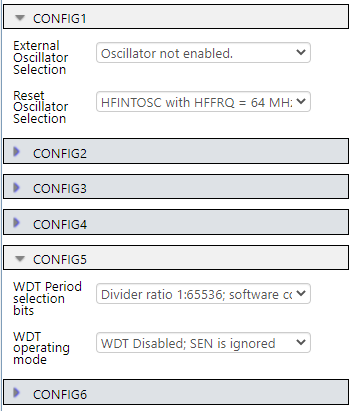 CONFIG1
External
Oscillator
Selection
Oscillator not enabled.
Reset
Oscillator
Selection
HFINTOSC with HFFRQ = 64 MHz
CONFIG2
CONFIG3
CONFIG4
CONFIG5
WDT Period
selection
bits
Divider ratio 1:65536; software co
WDT
operating
mode
WDT Disabled; SEN is ignored
CONFIG6